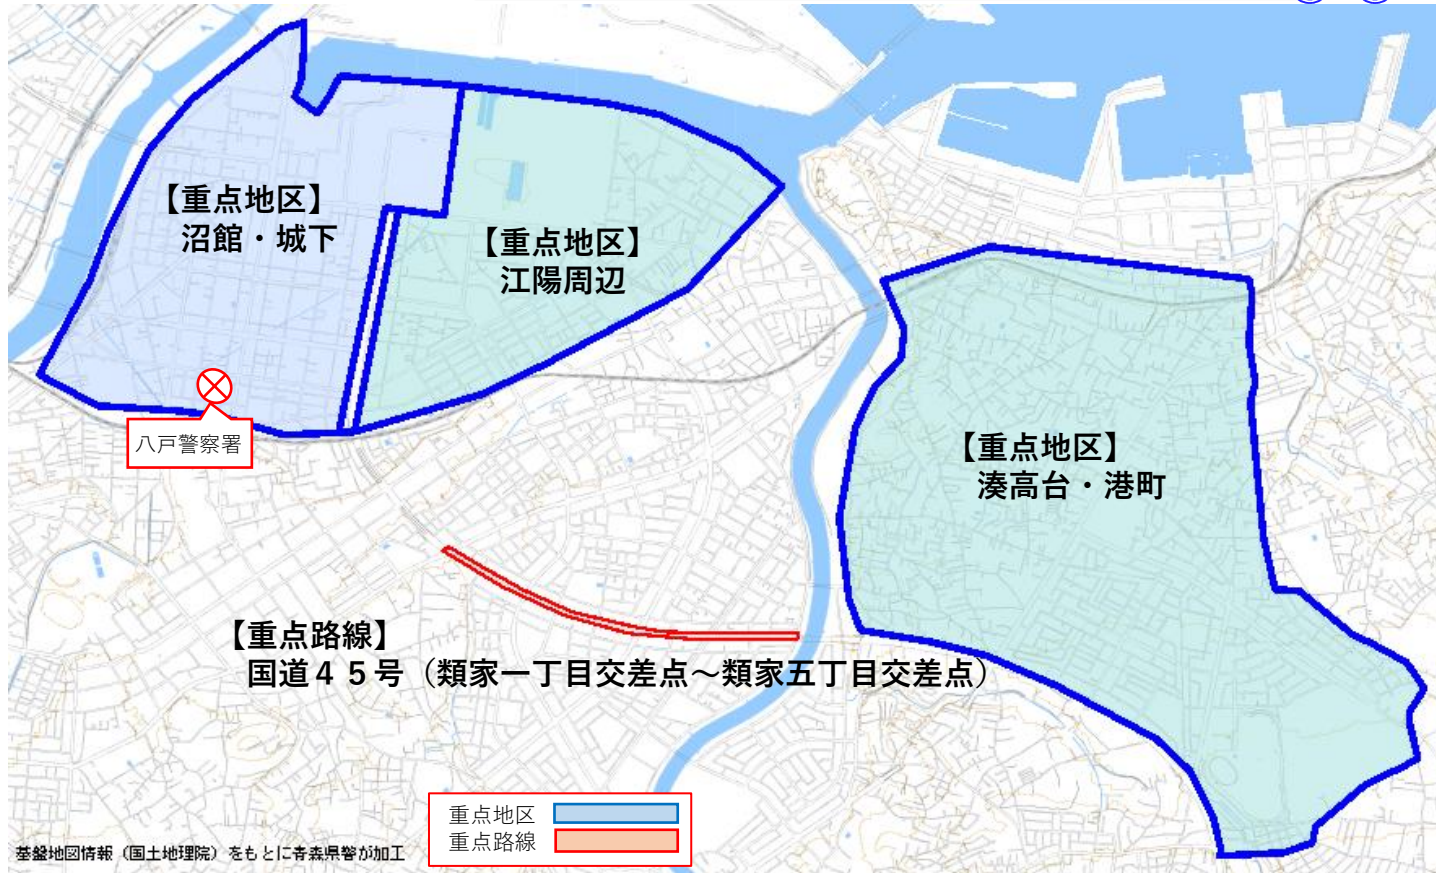 【重点地区】
沼館・城下
【重点地区】
江陽周辺
八戸警察署
【重点地区】
湊高台・港町
【重点路線】
国道４５号（類家一丁目交差点～類家五丁目交差点）
重点地区
重点路線
基盤地図情報（国土地理院）をもとに青森県警が加工